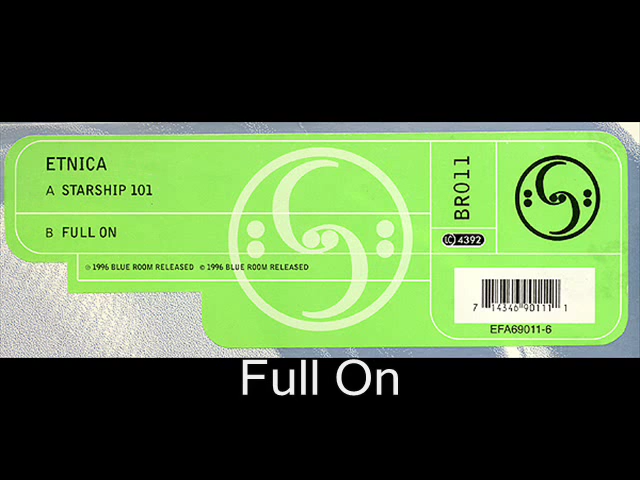 ETNICA
A STARSHIP 101
B FULL ON
℗ 1996 BLUE ROOM RELEASED © 1996 BLUE ROOM RELEASED
BR011
LC 4392
7 14346 90111 1
EFA69011-6
Full On